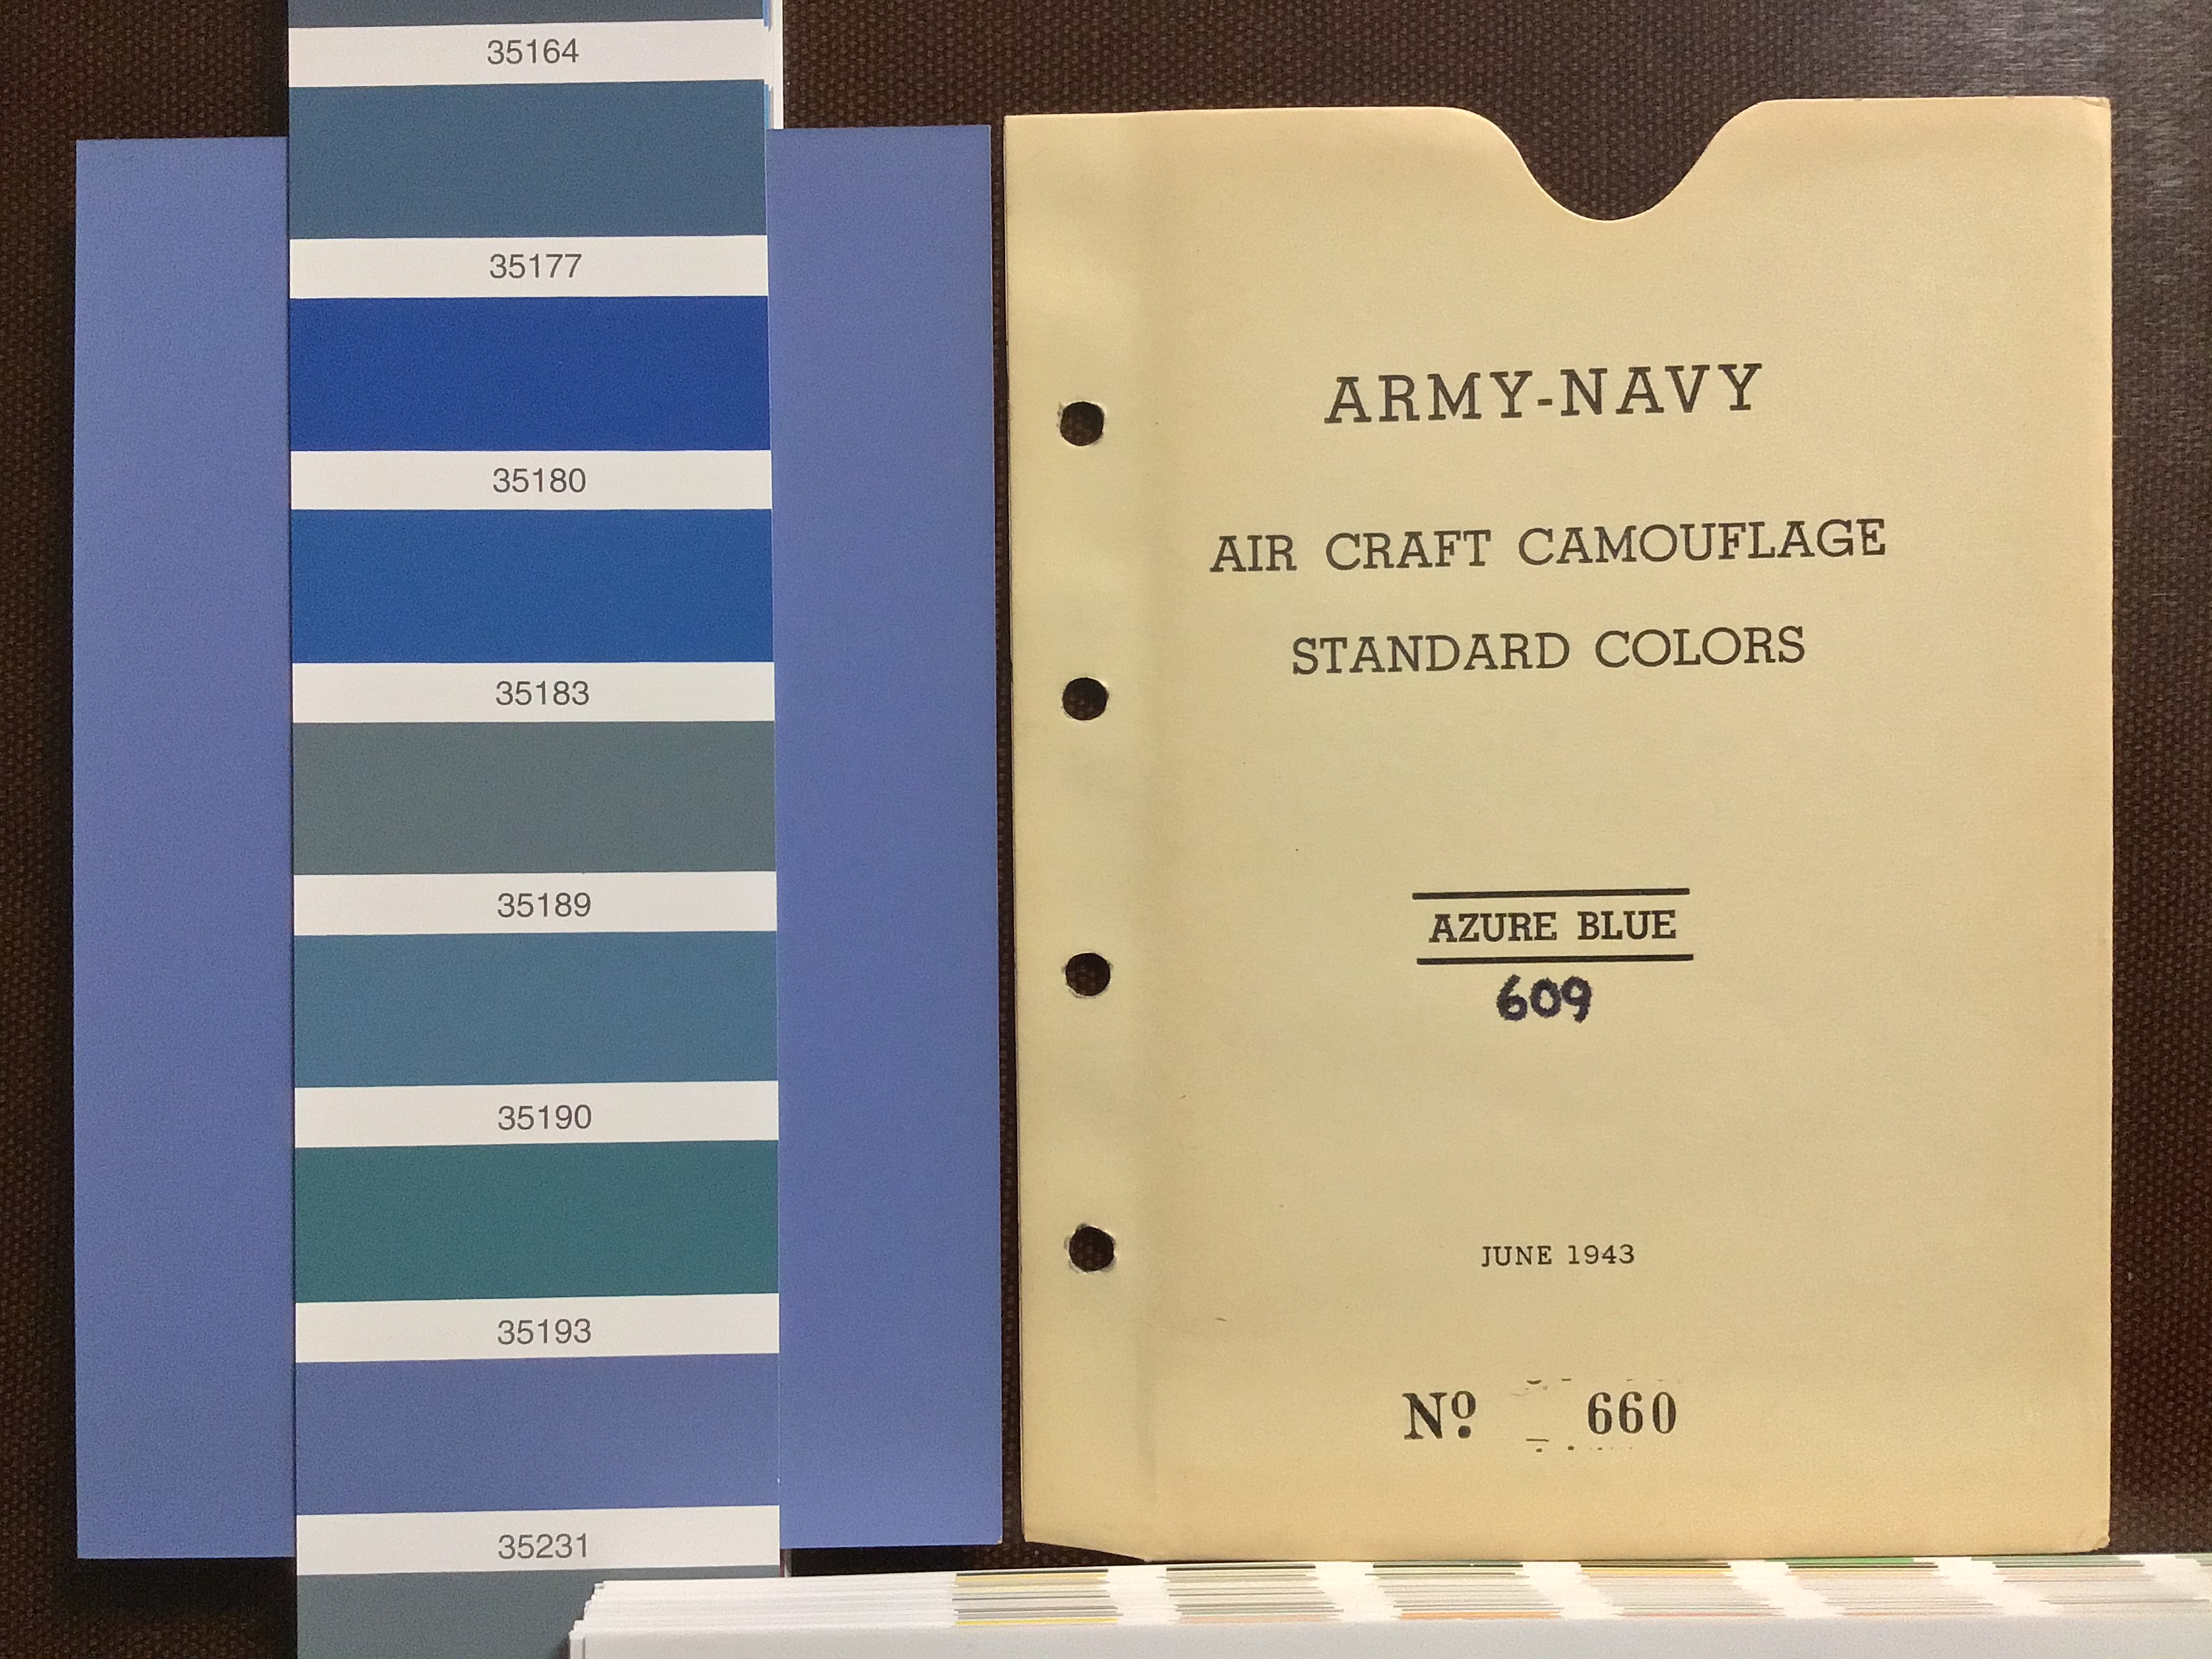 35164
35177
35180
35183
35189
35190
35193
35231
ARMY-NAVY
AIR CRAFT CAMOUFLAGE
STANDARD COLORS
AZURE BLUE
609
JUNE 1943
Nº 660